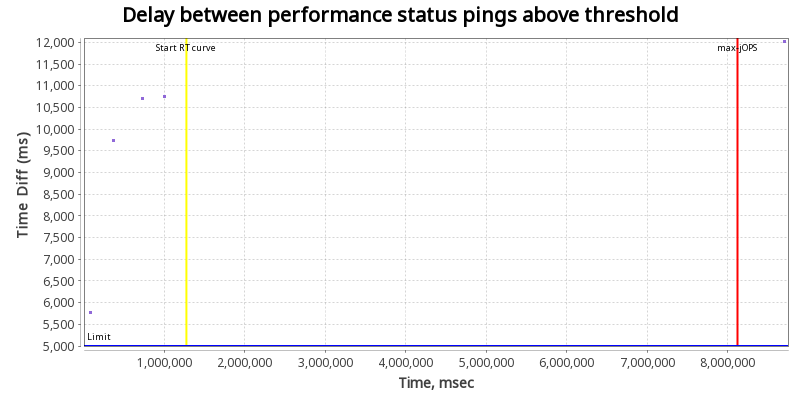 Delay between performance status pings above threshold
Time Diff (ms)
12,000
11,500
11,000
10,500
10,000
9,500
9,000
8,500
8,000
7,500
7,000
6,500
6,000
5,500
5,000
Start RT curve
max-jOPS
Limit
1,000,000 2,000,000 3,000,000 4,000,000 5,000,000 6,000,000 7,000,000 8,000,000
Time, msec